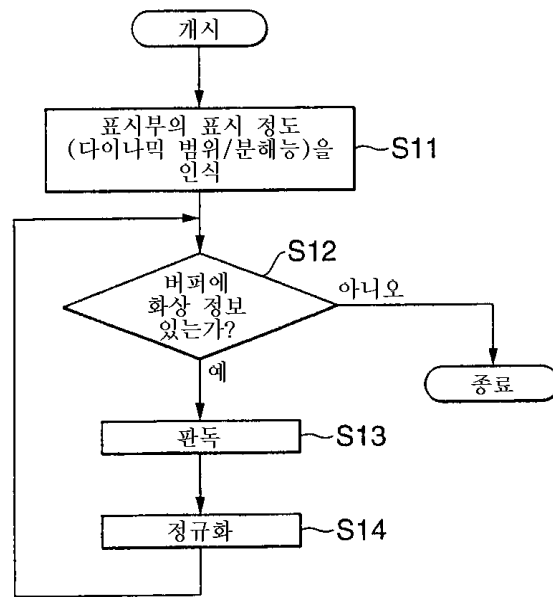 개시
표시부의 표시 정도
(다이나믹 범위/분해능)을
인식
S11
S12
버퍼에
화상 정보
있는가?
아니오
예
종료
판독
S13
정규화
S14